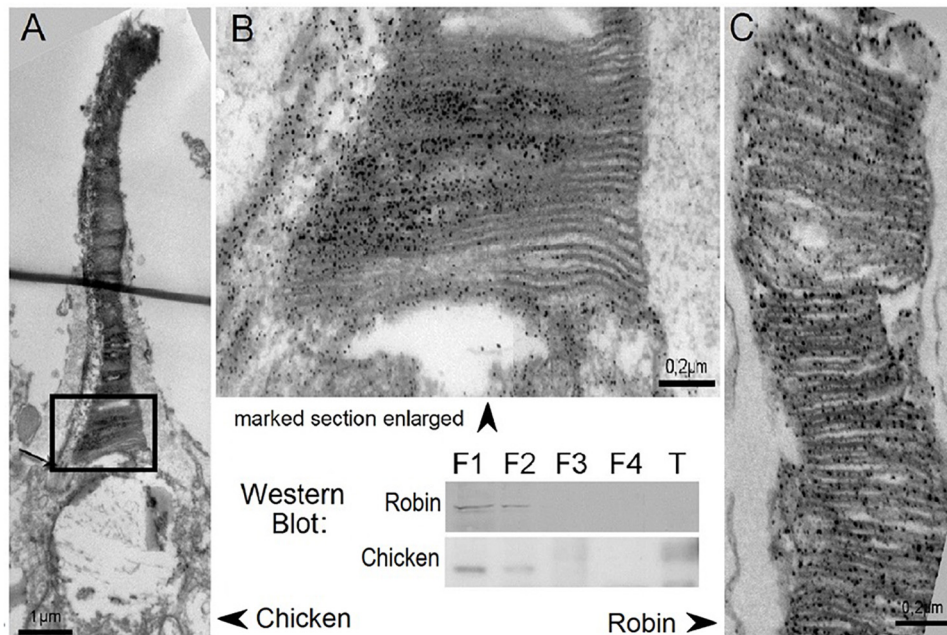 A
B
C
0,2µm
marked section enlarged
F1 F2 F3 F4 T
Western
Blot:
Robin
Chicken
1µm
Chicken
Robin
0,2µm